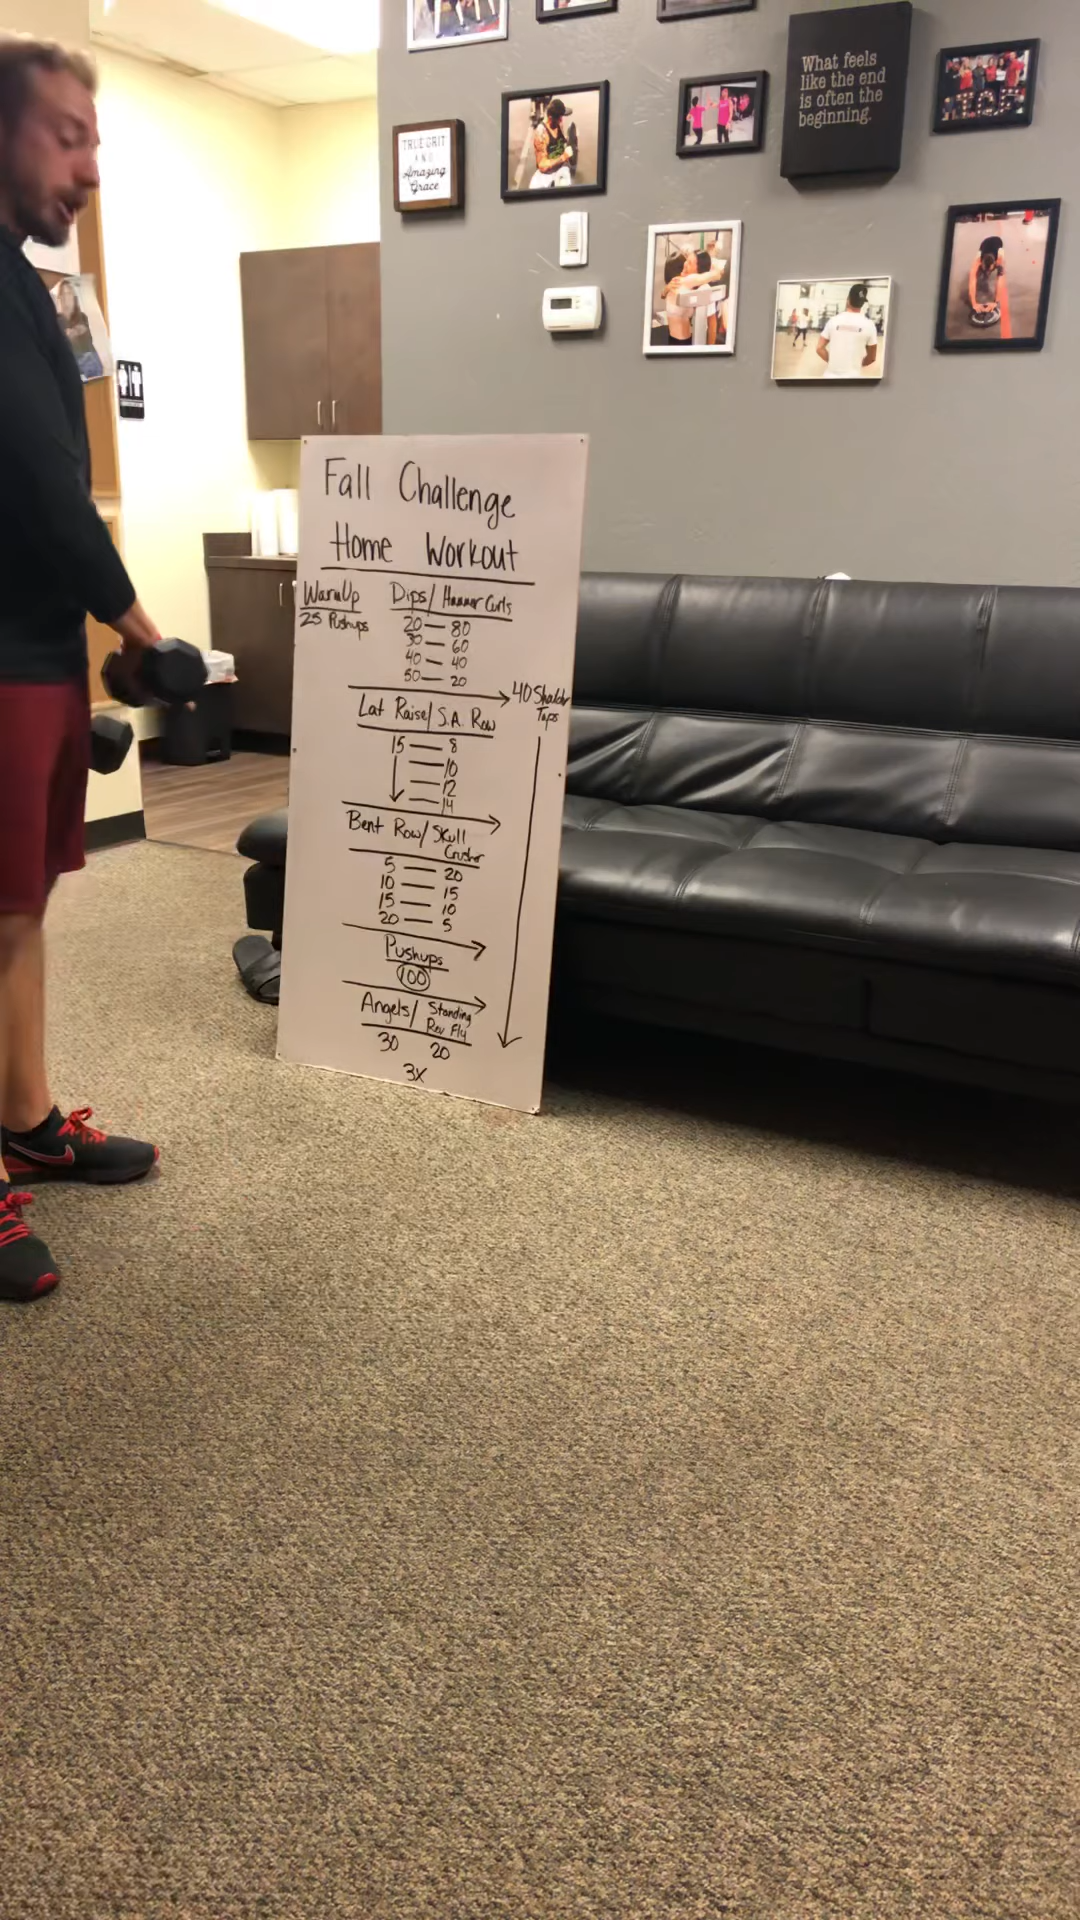 What feels
like the end
is often the
beginning.
TRUE GRIT
AND
Amazing
Grace
Fall Challenge
Home Workout
WarmUp
25 Pushups
Dips/ Hammer Curls
20 — 80
30 — 60
40 — 40
50 — 20
40 Shoulder
Taps
Lat Raise/ S.A. Row
15 — 8
— 10
— 12
— 14
Bent Row/ Skull
Crusher
5 — 20
10 — 15
15 — 10
20 — 5
Pushups
100
Angels/ Standing
Rev Fly
30 20
3X